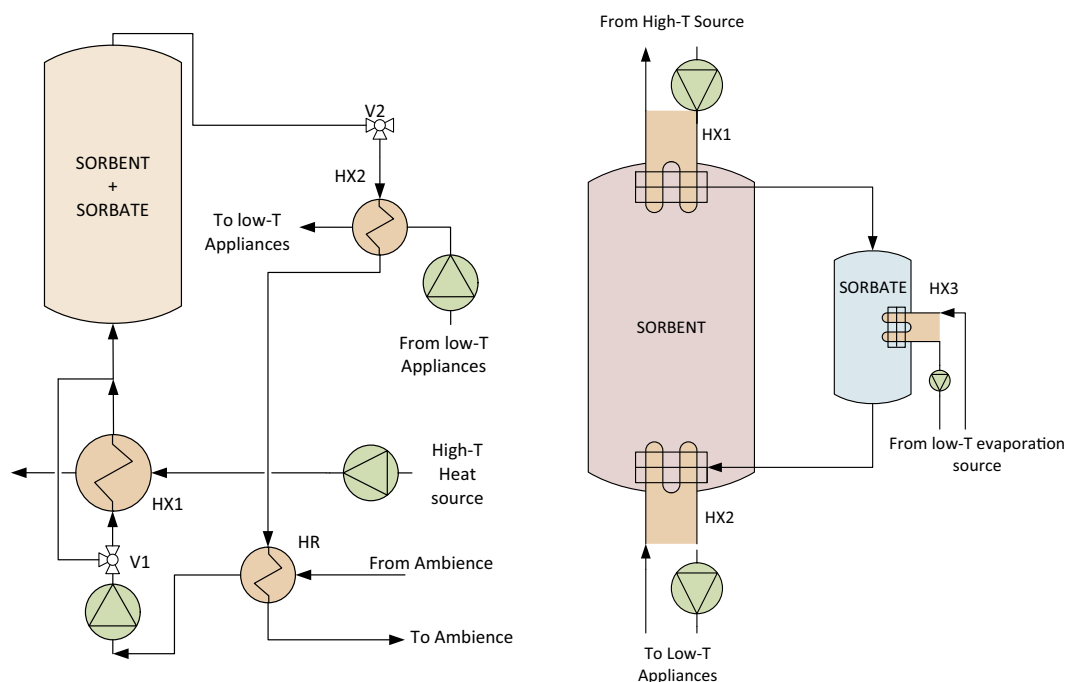 V2
SORBENT
+
SORBATE
HX2
To low-T
Appliances
From low-T
Appliances
High-T
Heat
source
HX1
V1
HR
From Ambience
To Ambience
From High-T Source
HX1
SORBATE
HX3
SORBENT
From low-T evaporation
source
HX2
To Low-T
Appliances